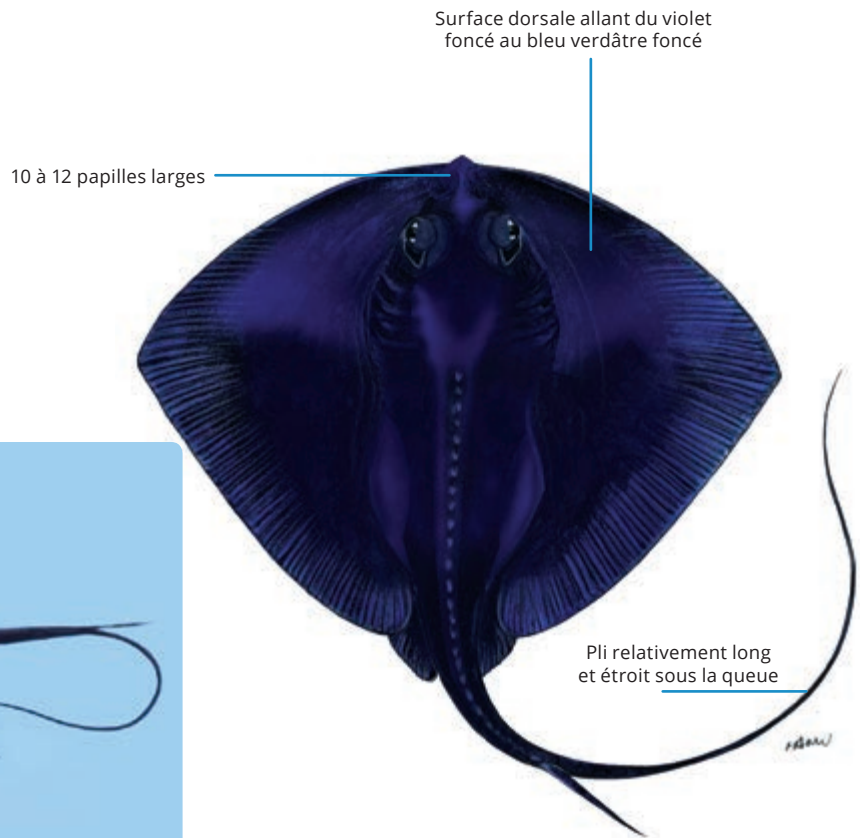 Surface dorsale allant du violet
foncé au bleu verdâtre foncé
10 à 12 papilles larges
Pli relativement long
et étroit sous la queue